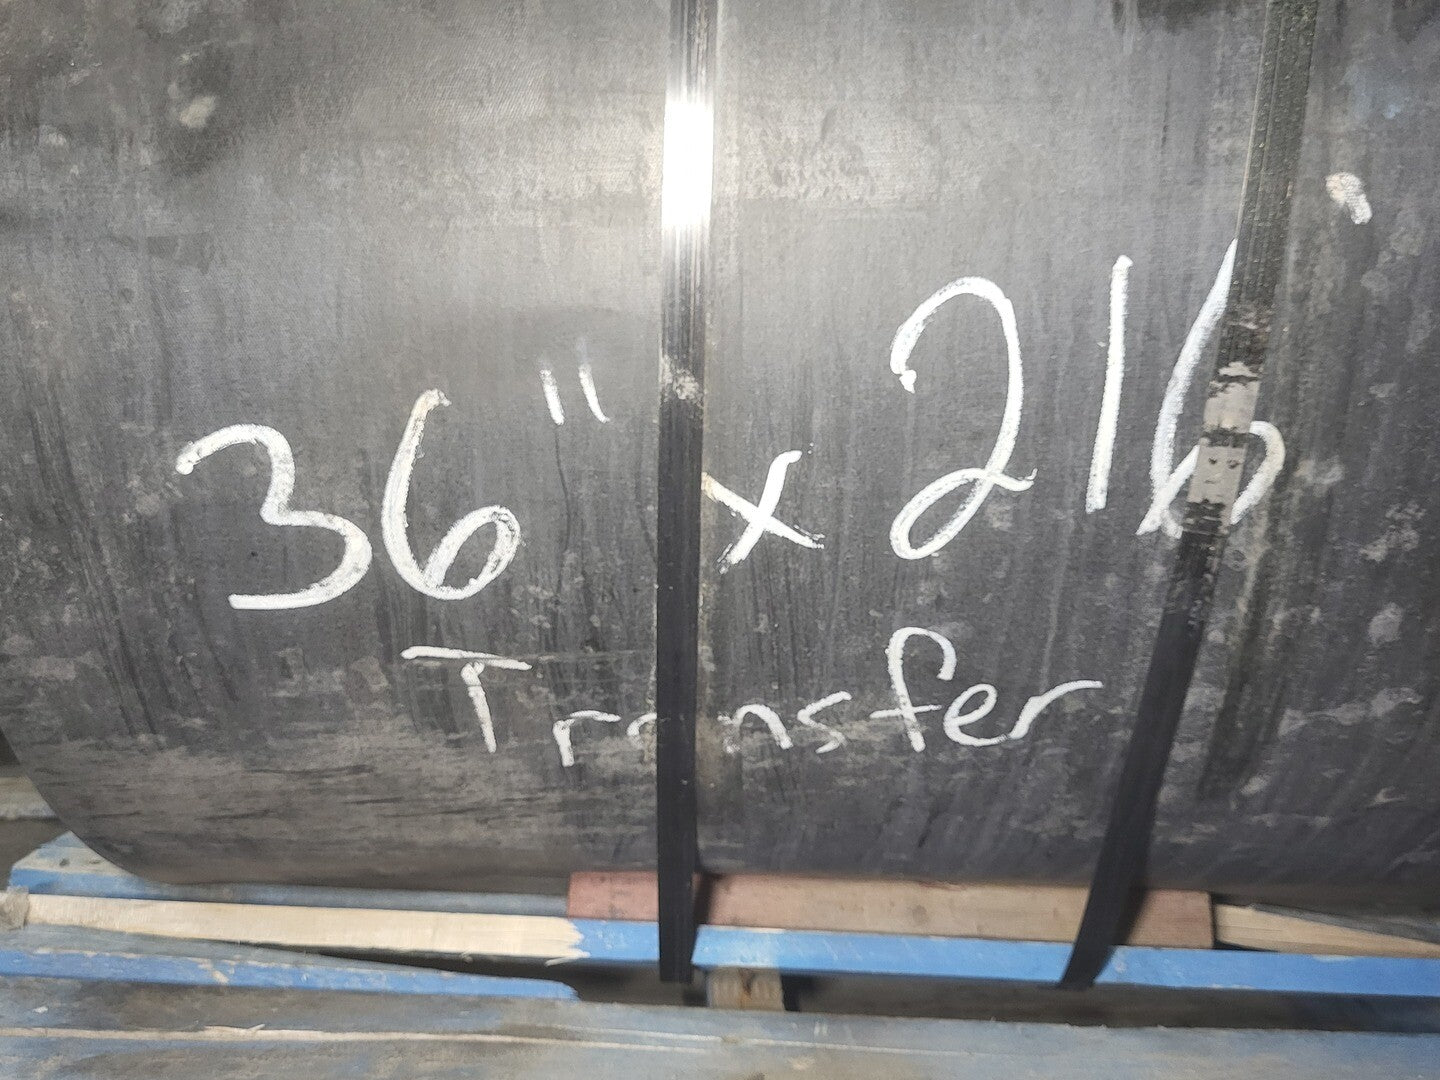 36" x 216'
Transfer